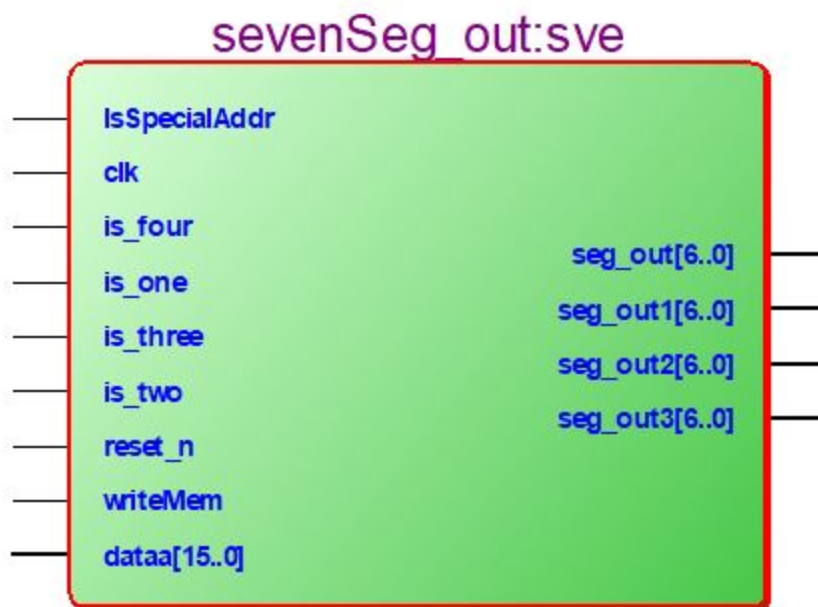 sevenSeg_out:sve
IsSpecialAddr
clk
is_four
is_one
is_three
is_two
reset_n
writeMem
dataa[15..0]
seg_out[6..0]
seg_out1[6..0]
seg_out2[6..0]
seg_out3[6..0]